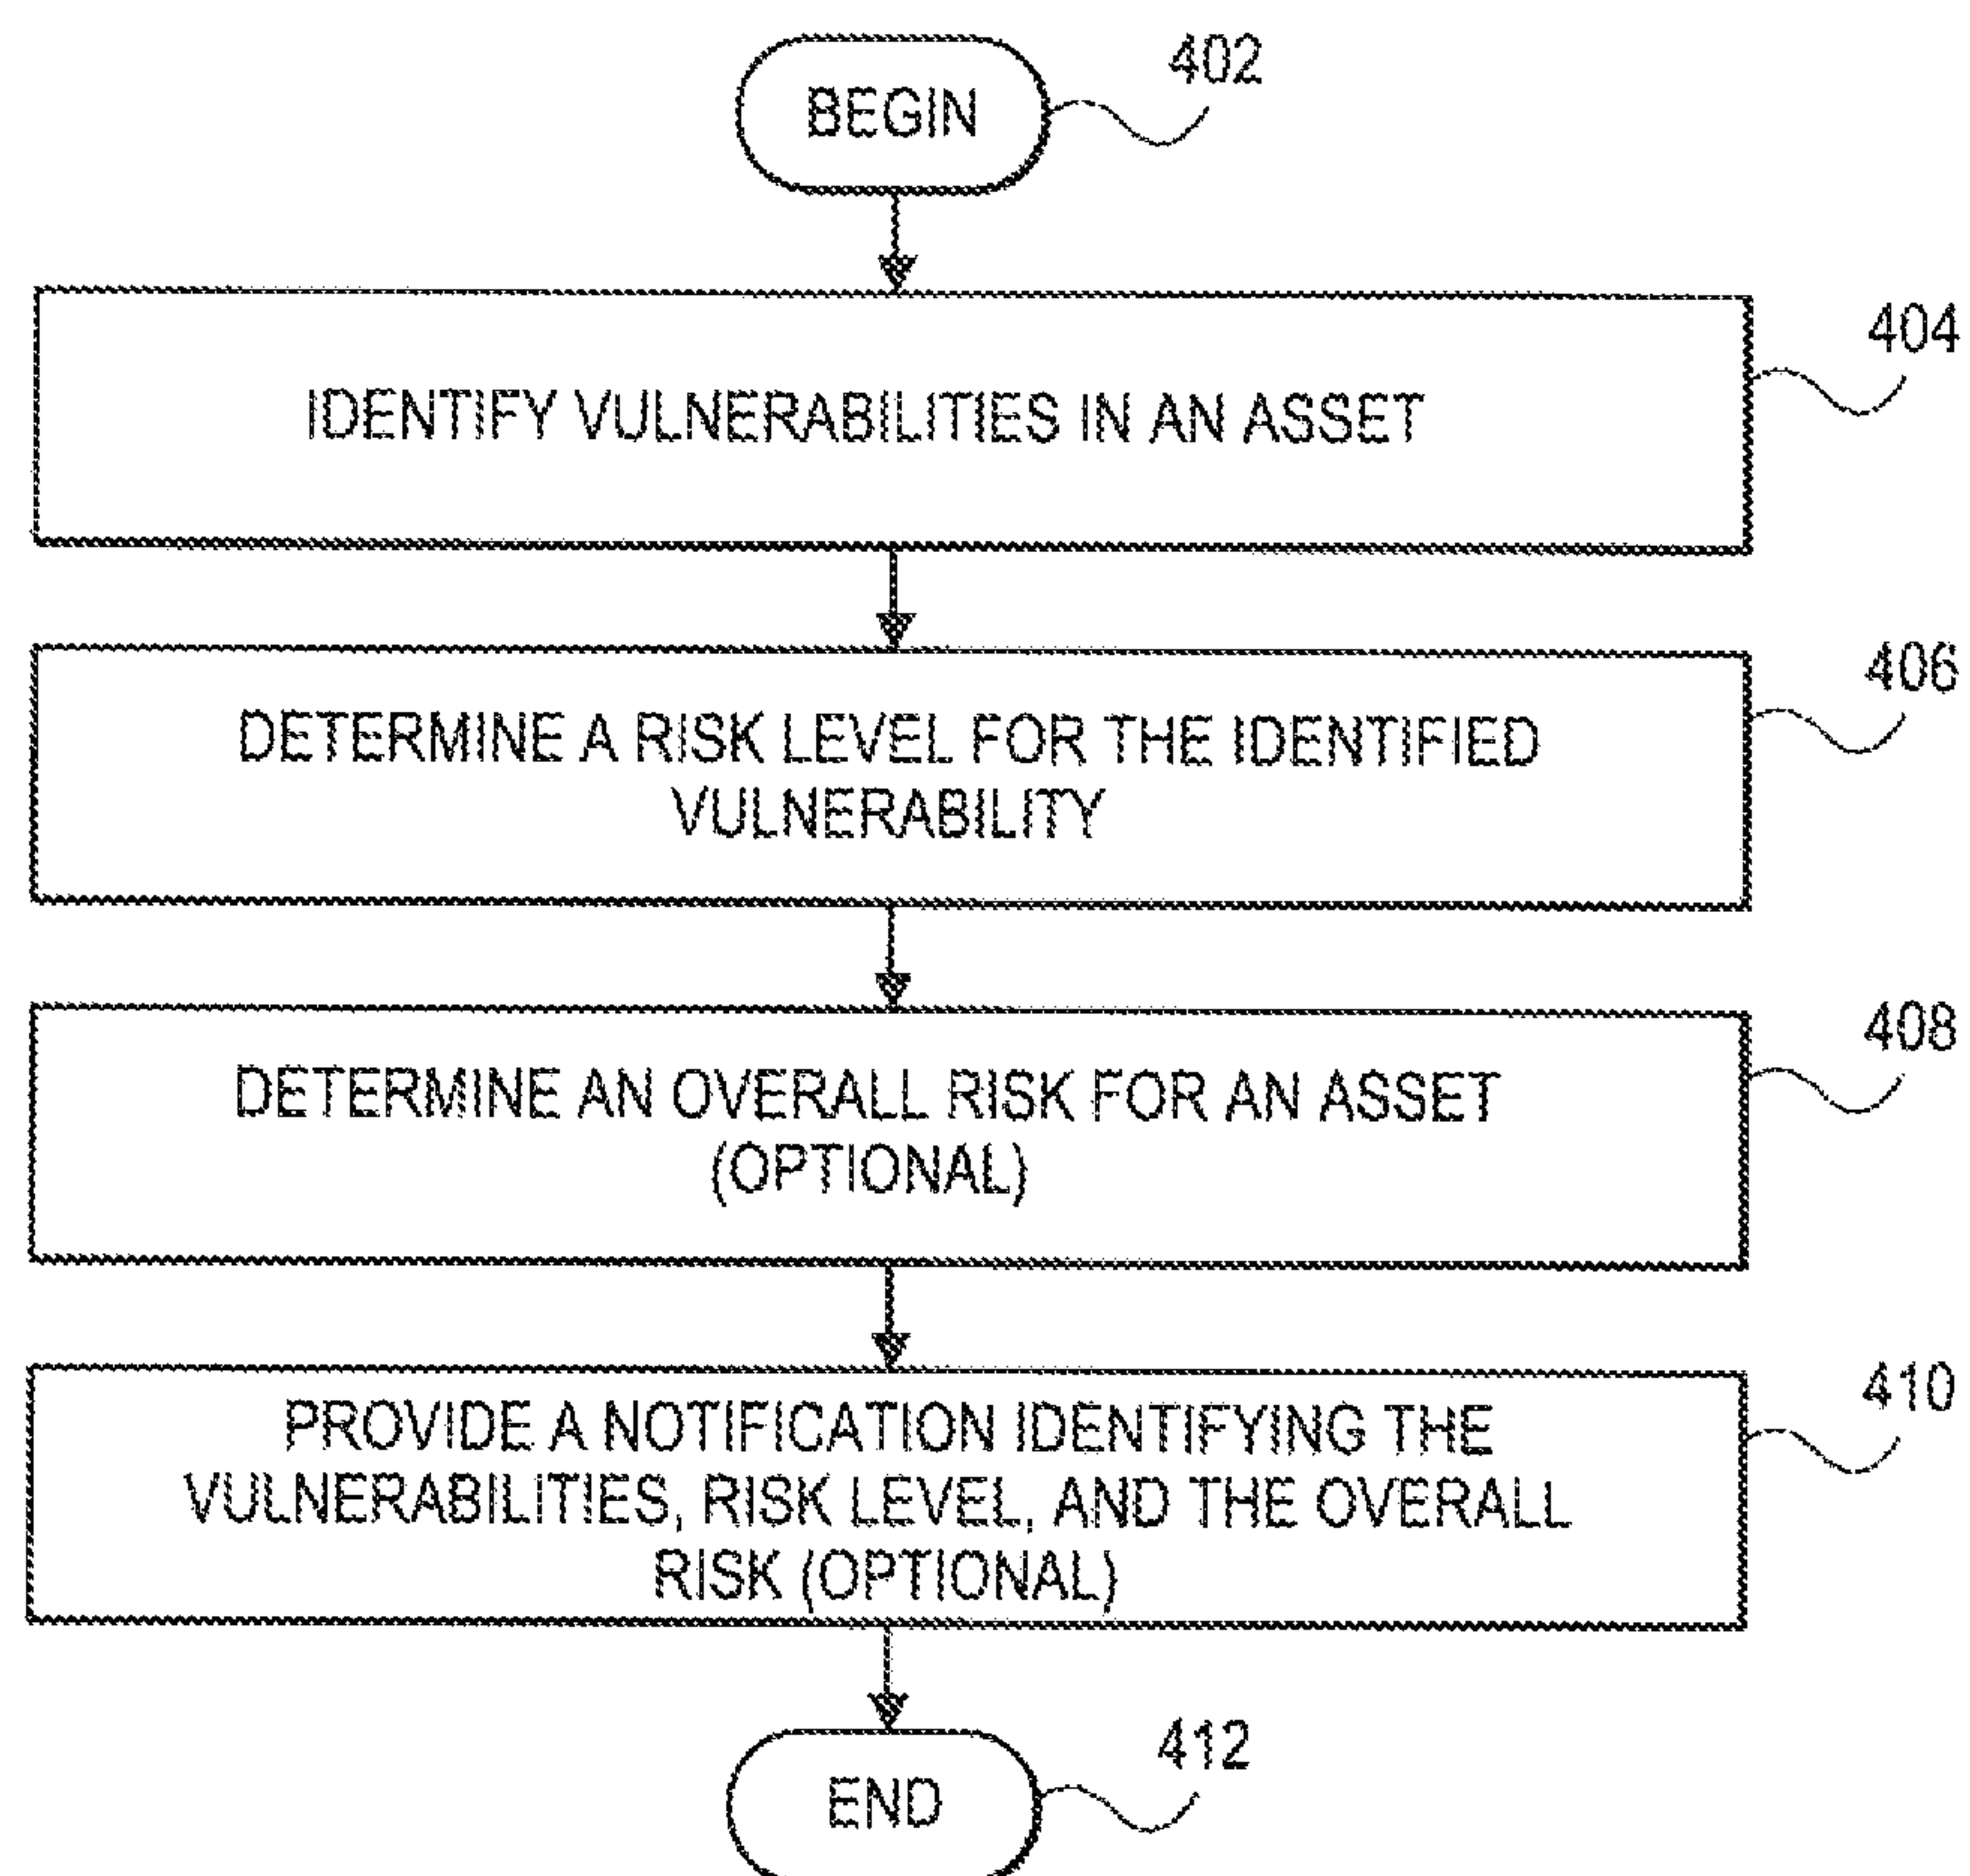 BEGIN
402
IDENTIFY VULNERABILITIES IN AN ASSET
404
DETERMINE A RISK LEVEL FOR THE IDENTIFIED
VULNERABILITY
406
DETERMINE AN OVERALL RISK FOR AN ASSET
(OPTIONAL)
408
PROVIDE A NOTIFICATION IDENTIFYING THE
VULNERABILITIES, RISK LEVEL, AND THE OVERALL
RISK (OPTIONAL)
410
END
412